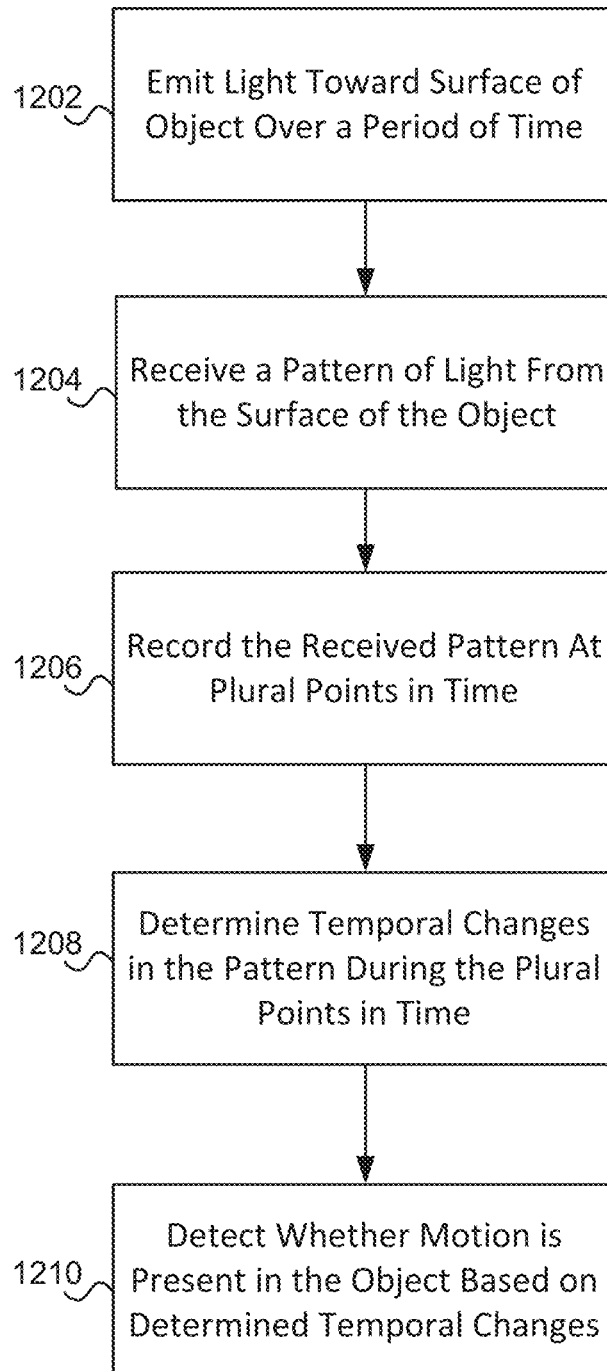 1202
Emit Light Toward Surface of
Object Over a Period of Time
1204
Receive a Pattern of Light From
the Surface of the Object
1206
Record the Received Pattern At
Plural Points in Time
1208
Determine Temporal Changes
in the Pattern During the Plural
Points in Time
1210
Detect Whether Motion is
Present in the Object Based on
Determined Temporal Changes